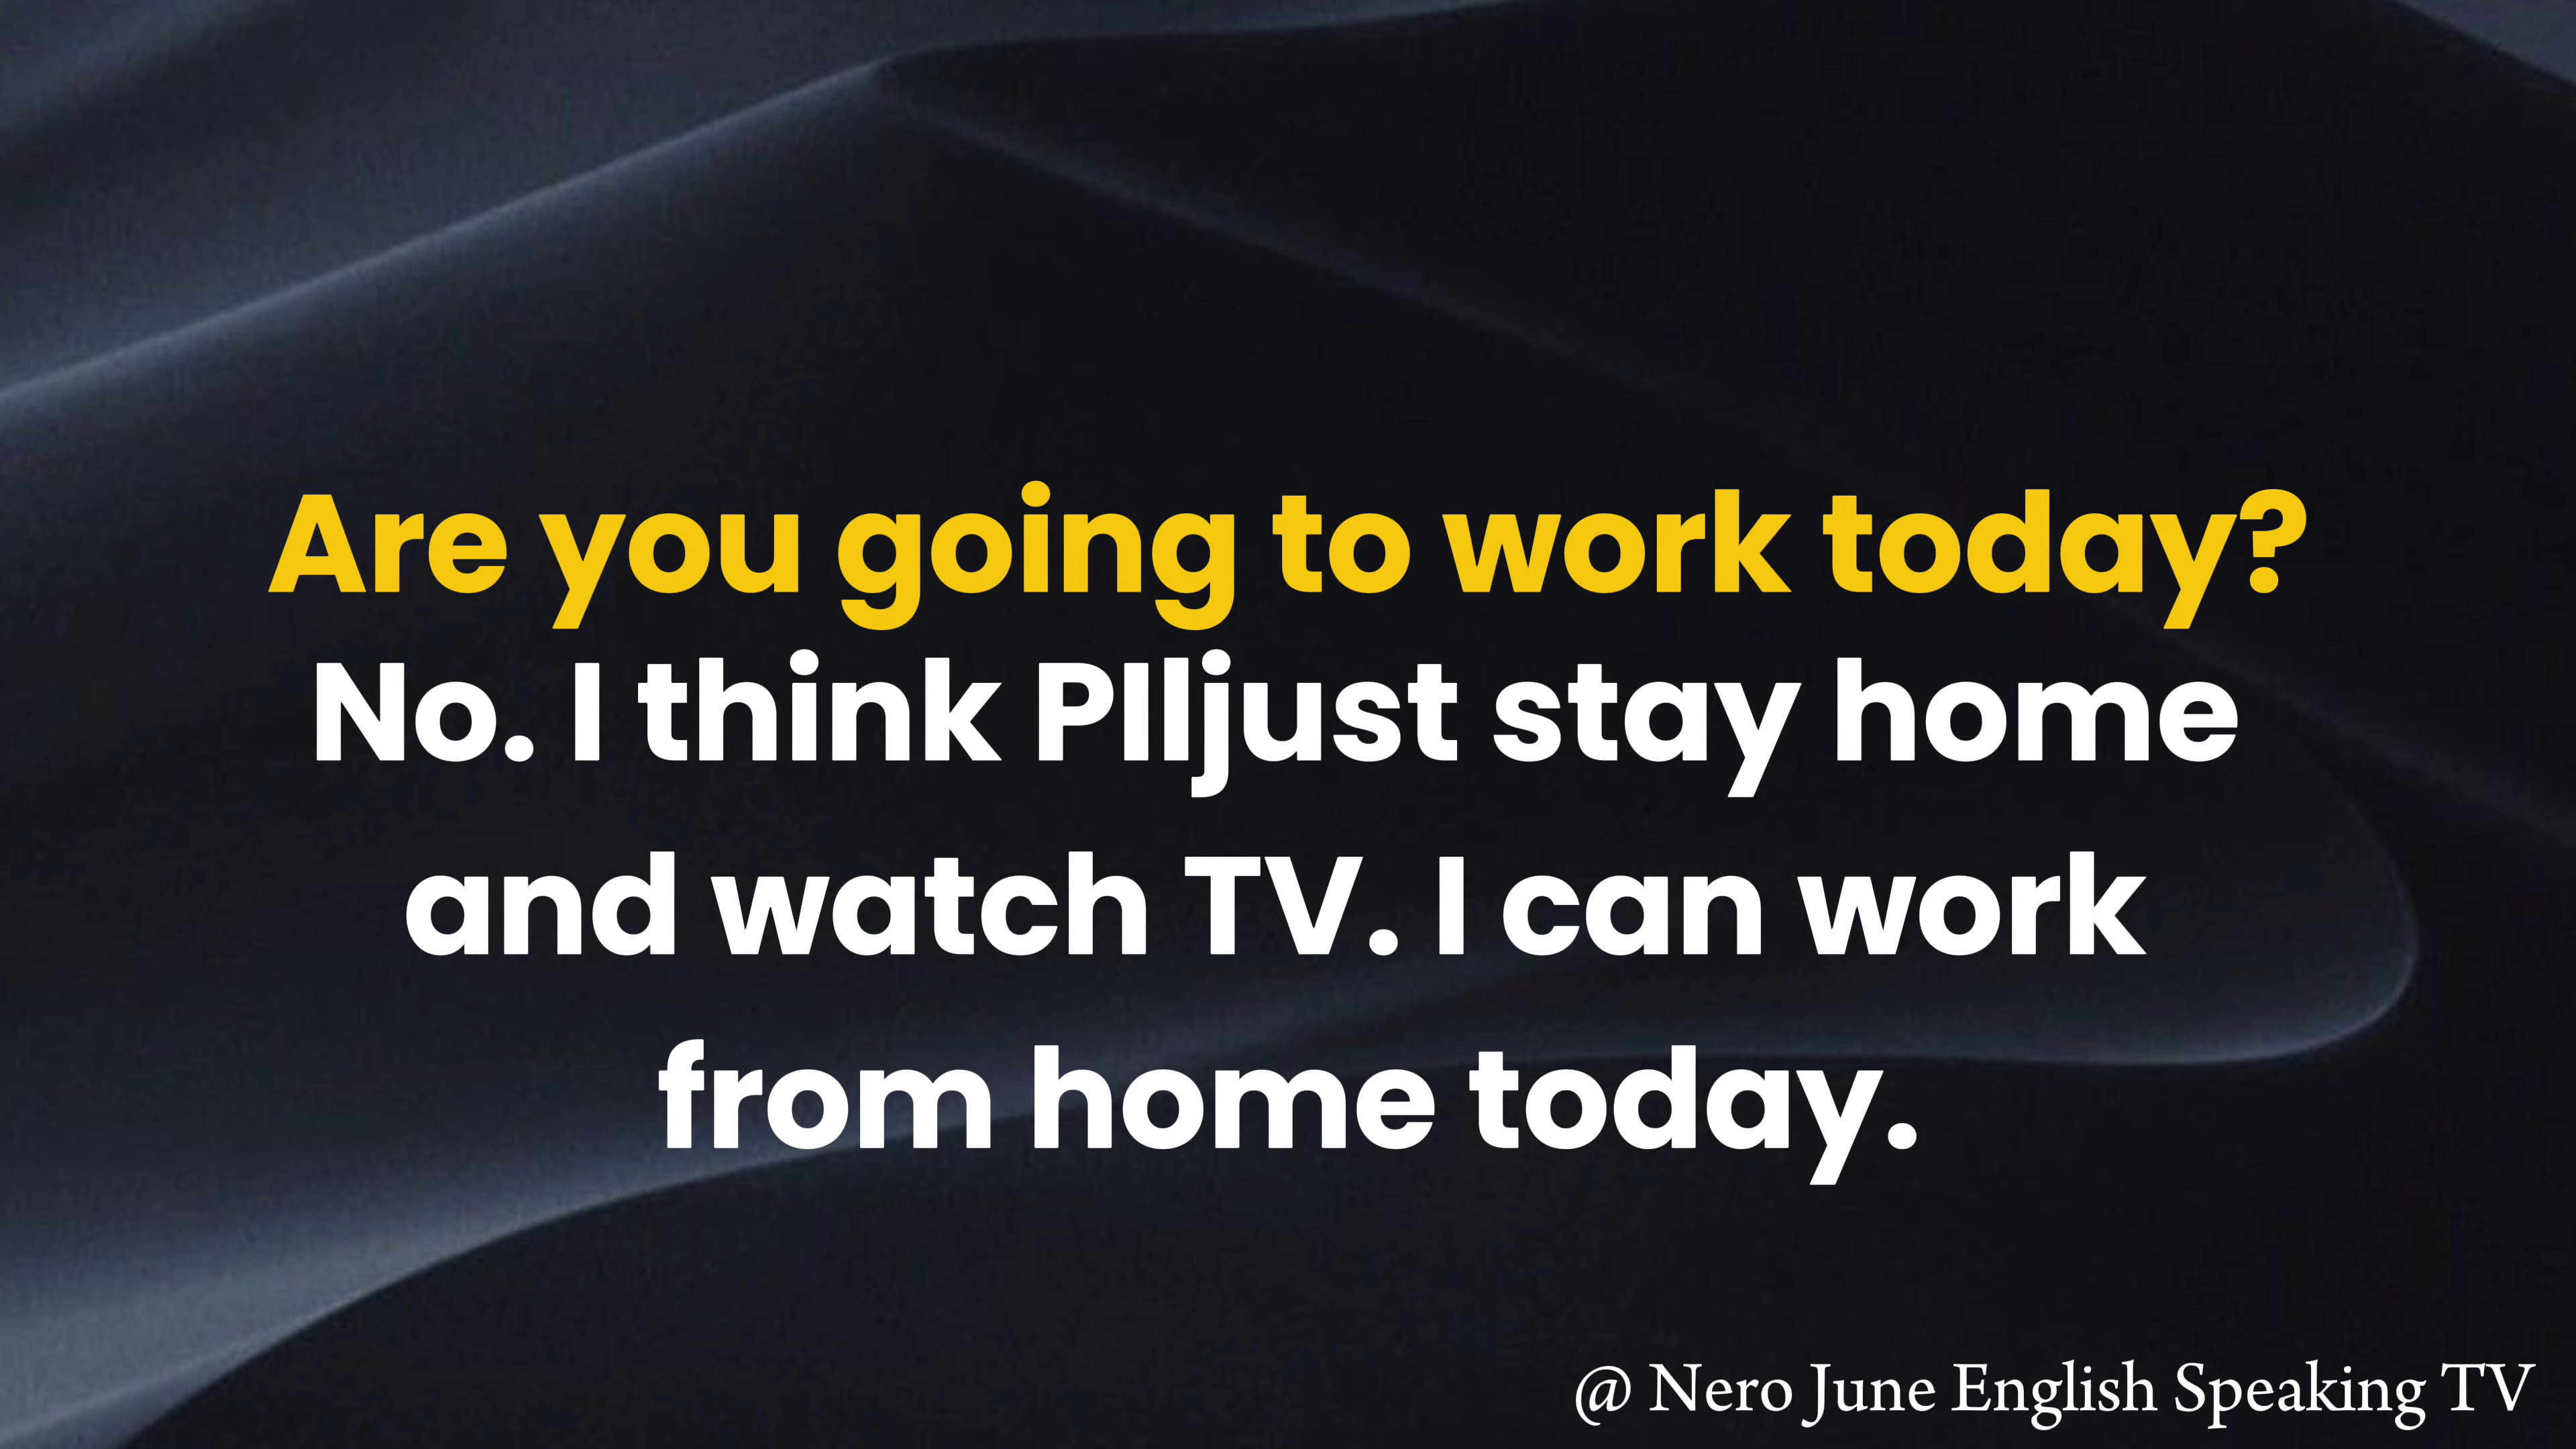 Are you going to work today?
No. I think PIljust stay home
and watch TV. I can work
from home today.
@ Nero June English Speaking TV